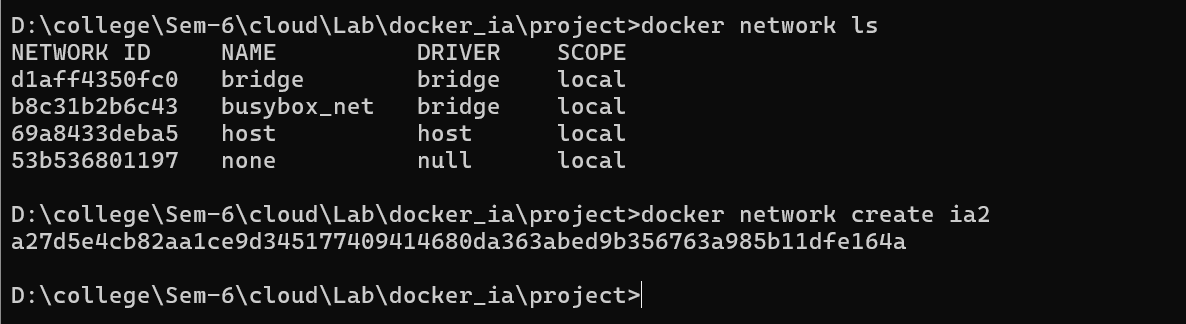 D:\college\Sem-6\cloud\Lab\docker_ia\project>docker network ls
NETWORK ID     NAME          DRIVER    SCOPE
d1aff4350fc0   bridge        bridge    local
b8c31b2b6c43   busybox_net   bridge    local
69a8433deba5   host          host      local
53b536801197   none          null      local
D:\college\Sem-6\cloud\Lab\docker_ia\project>docker network create ia2
a27d5e4cb82aa1ce9d345177409414680da363abed9b356763a985b11dfe164a
D:\college\Sem-6\cloud\Lab\docker_ia\project>